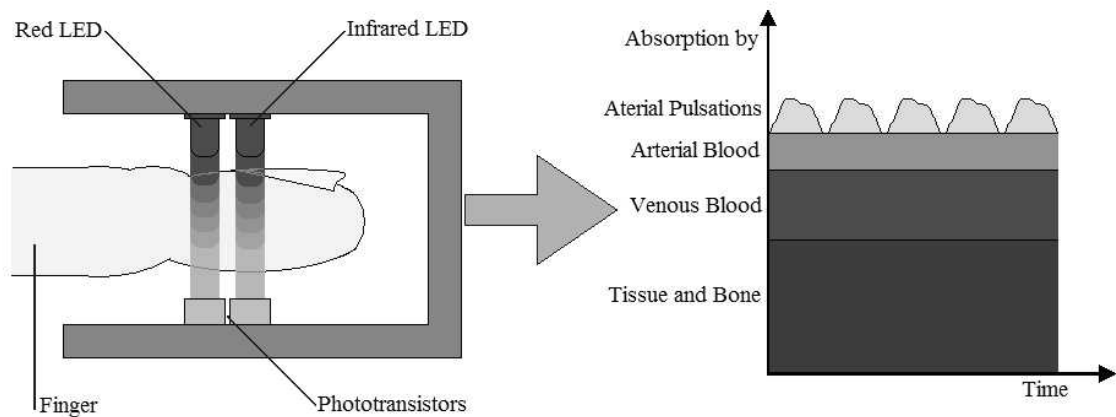 Red LED
Infrared LED
Finger
Phototransistors
Absorption by
Aterial Pulsations
Arterial Blood
Venous Blood
Tissue and Bone
Time